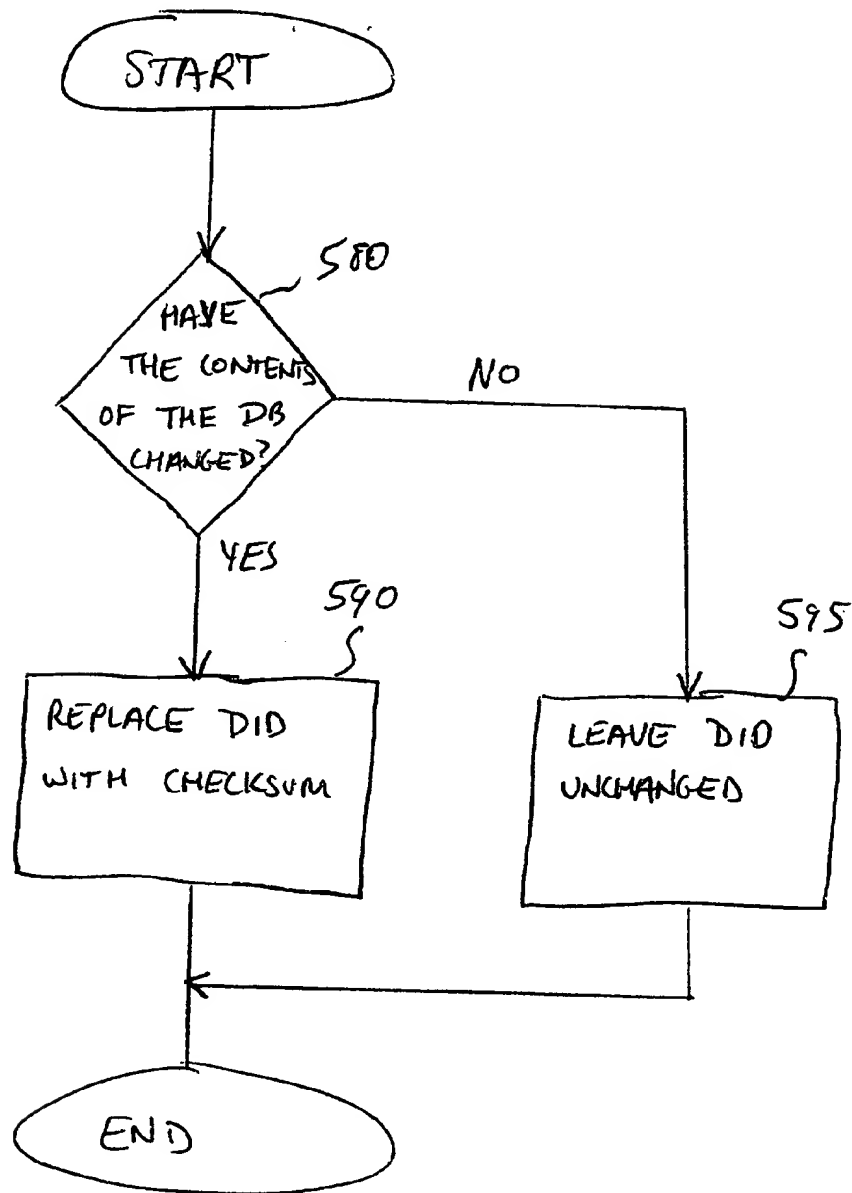 START
580
HAVE
THE CONTENTS
OF THE DB
CHANGED?
NO
YES
590
595
REPLACE DID
WITH CHECKSUM
LEAVE DID
UNCHANGED
END